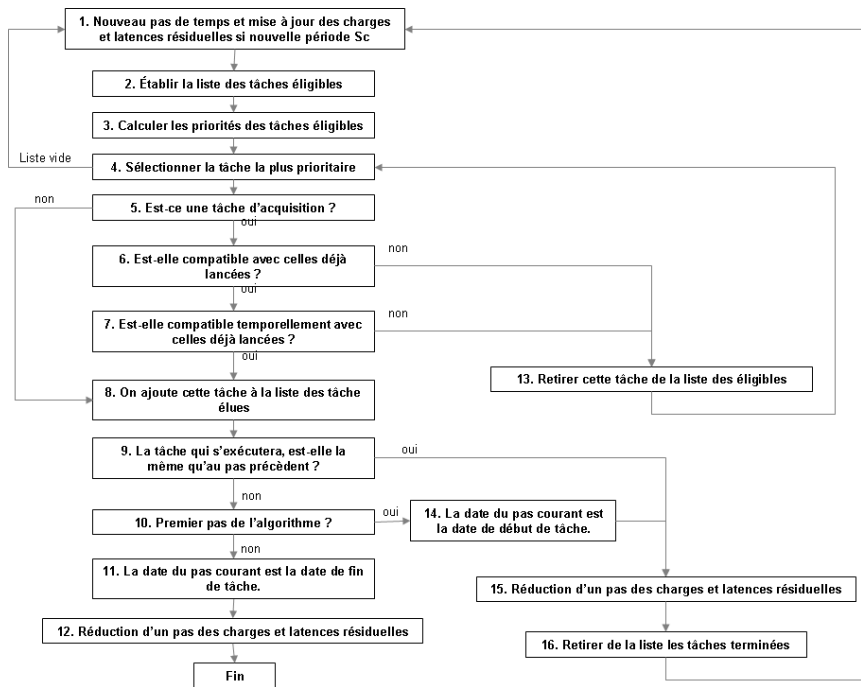 1. Nouveau pas de temps et mise à jour des charges
et latences résiduelles si nouvelle période Sc
2. Établir la liste des tâches éligibles
3. Calculer les priorités des tâches éligibles
Liste vide
4. Sélectionner la tâche la plus prioritaire
non
5. Est-ce une tâche d'acquisition ?
oui
6. Est-elle compatible avec celles déjà
lancées ?
non
oui
7. Est-elle compatible temporellement avec
celles déjà lancées ?
non
oui
13. Retirer cette tâche de la liste des éligibles
8. On ajoute cette tâche à la liste des tâche
élues
9. La tâche qui s'exécutera, est-elle la
même qu'au pas précèdent ?
oui
non
10. Premier pas de l'algorithme ?
oui
14. La date du pas courant est
la date de début de tâche.
non
11. La date du pas courant est la date de fin
de tâche.
15. Réduction d'un pas des charges et latences résiduelles
12. Réduction d'un pas des charges et latences résiduelles
16. Retirer de la liste les tâches terminées
Fin